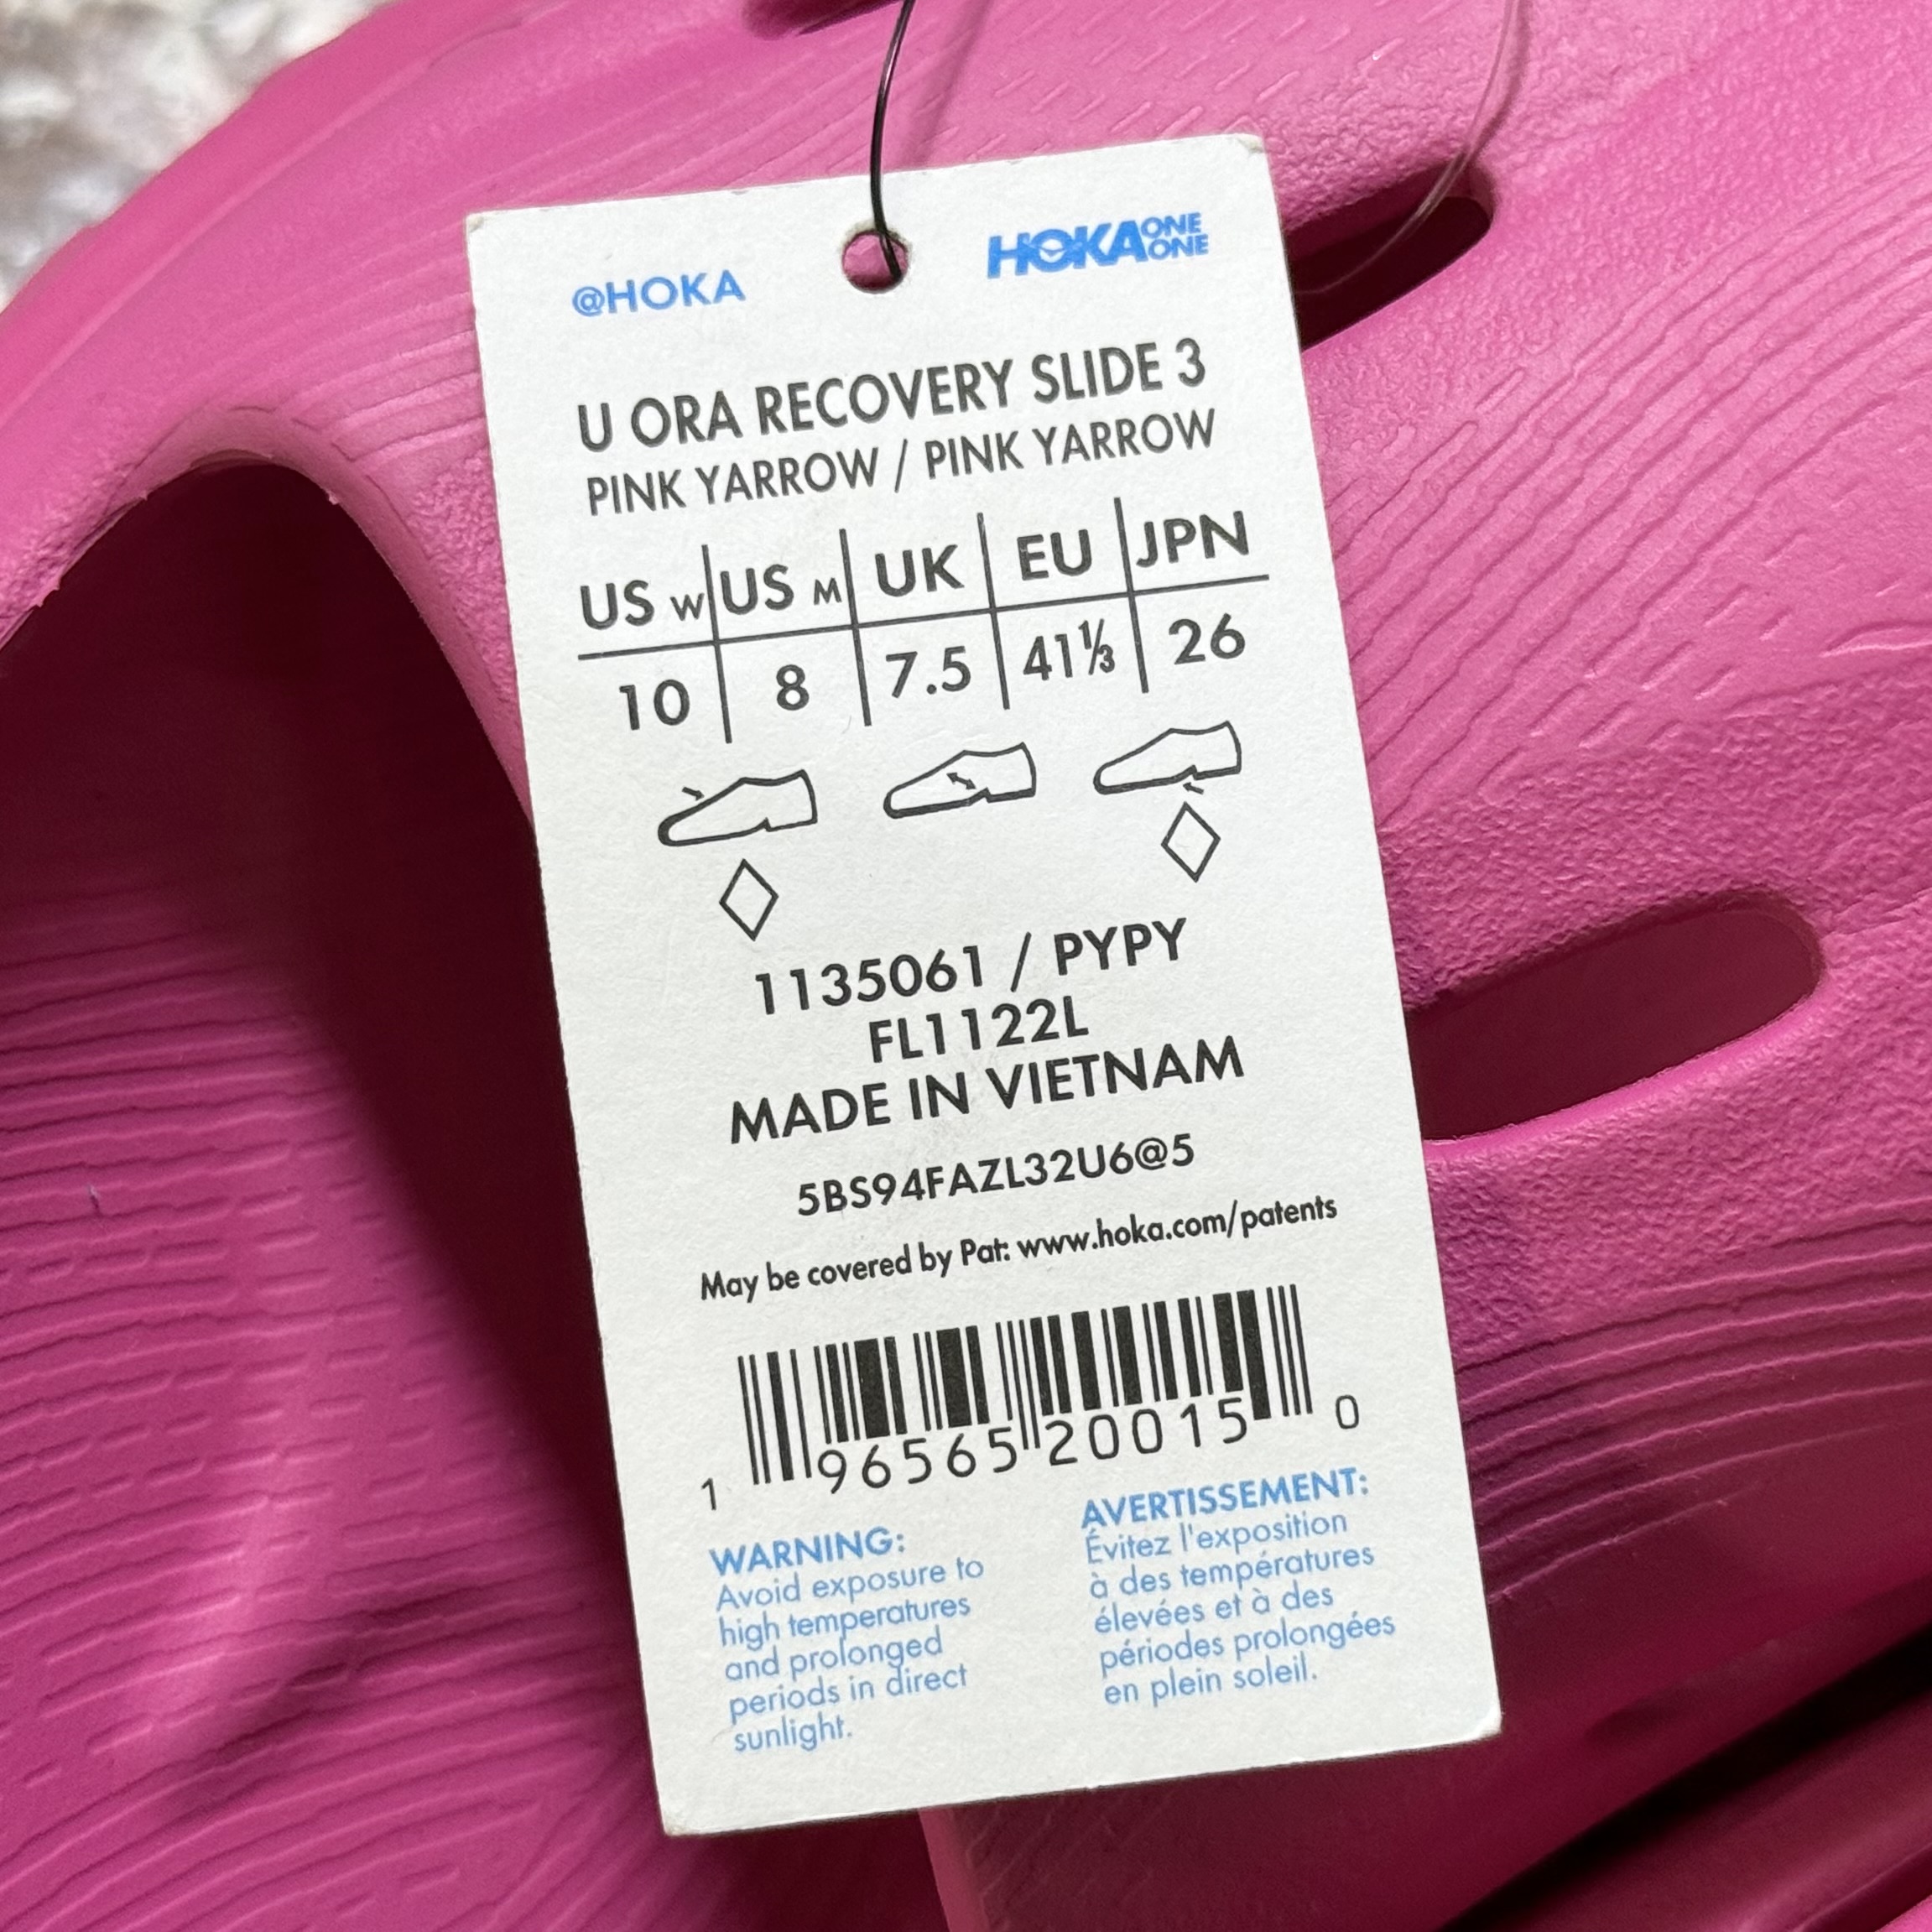 @HOKA
HOKA ONE ONE
U ORA RECOVERY SLIDE 3
PINK YARROW / PINK YARROW
US W US M UK EU JPN
10 8 7.5 41⅓ 26
1135061 / PYPY
FL1122L
MADE IN VIETNAM
5BS94FAZL32U6@5
May be covered by Pat: www.hoka.com/patents
1 96565 20015 0
WARNING:
Avoid exposure to
high temperatures
and prolonged
periods in direct
sunlight.
AVERTISSEMENT:
Évitez l'exposition
à des températures
élevées et à des
périodes prolongées
en plein soleil.